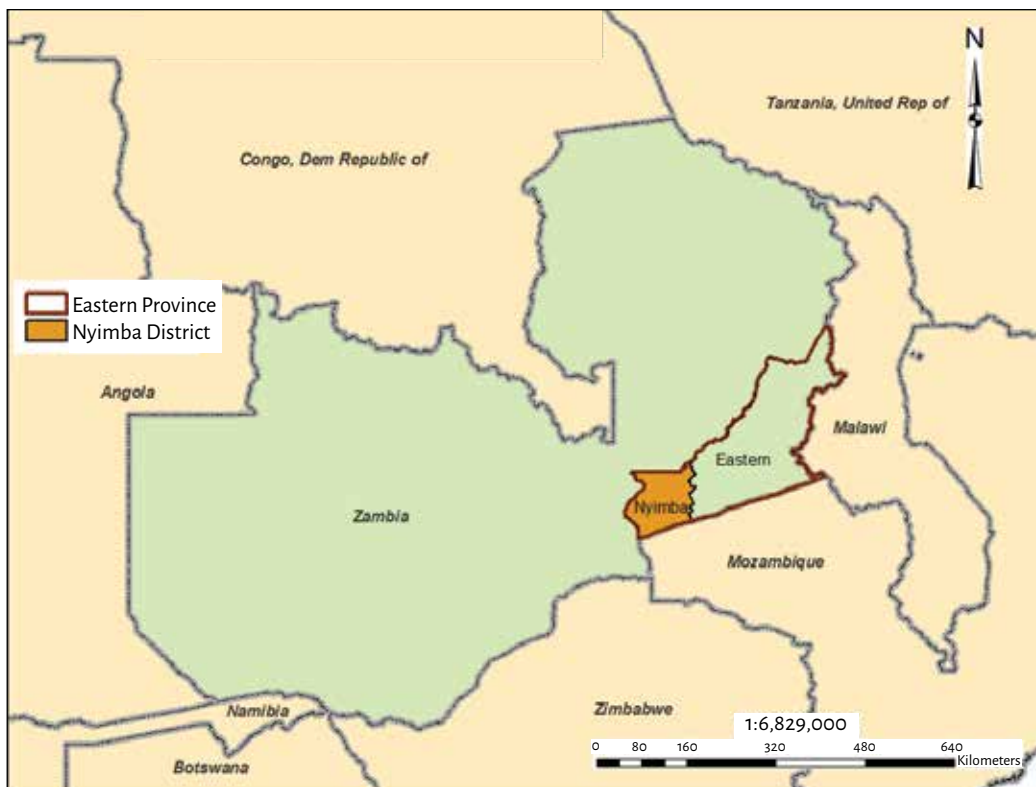 N
Tanzania, United Rep of
Congo, Dem Republic of
Eastern Province
Nyimba District
Angola
Malawi
Eastern
Nyimba
Zambia
Mozambique
Namibia
Zimbabwe
1:6,829,000
0 80 160 320 480 640
Kilometers
Botswana